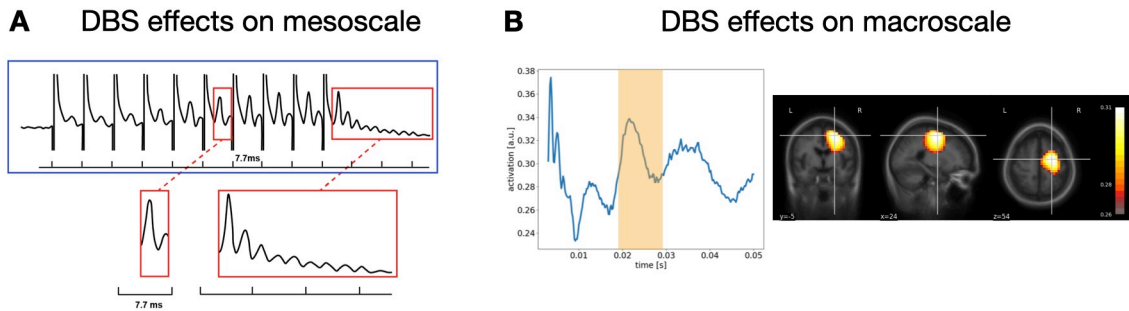 A DBS effects on mesoscale
7.7ms
7.7 ms
B DBS effects on macroscale
activation [a.u.]
0.38
0.36
0.34
0.32
0.30
0.28
0.26
0.24
0.01 0.02 0.03 0.04 0.05
time [s]
L R
y=-5
x=24
L R
z=54
0.31
0.28
0.26